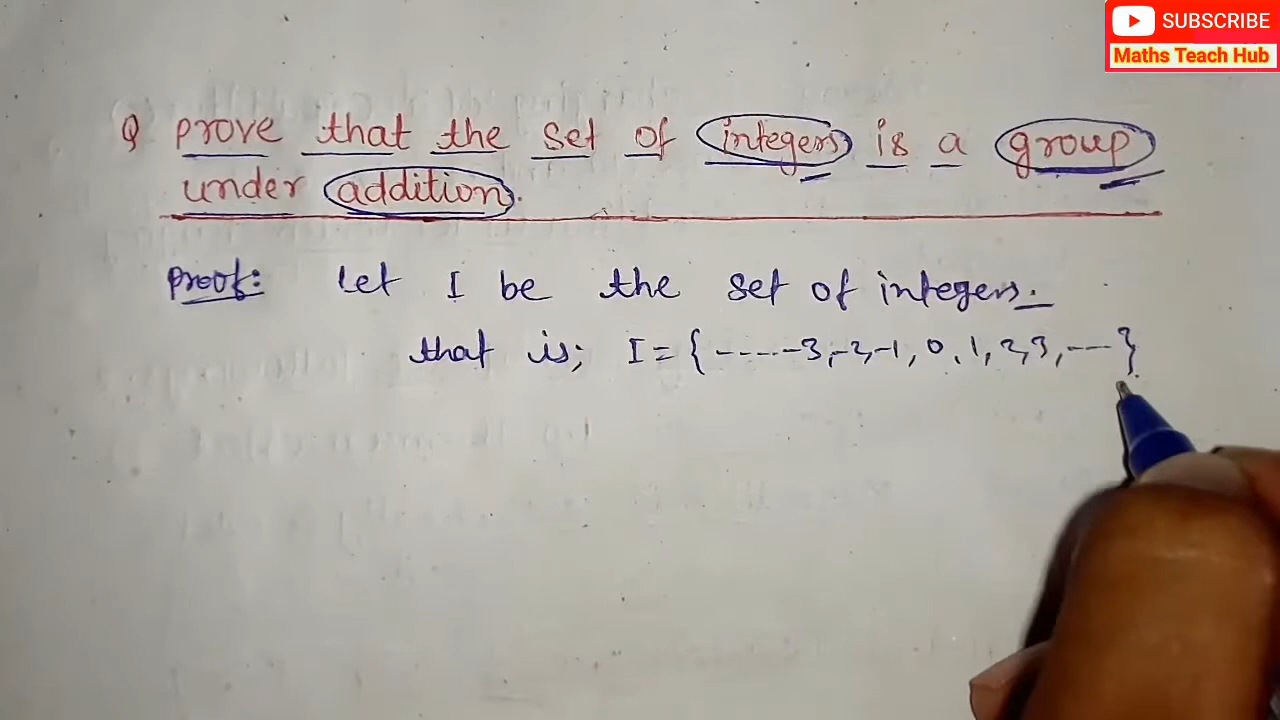 SUBSCRIBE
Maths Teach Hub
Q prove that the set of integers is a group
under addition.
Proof: Let I be the set of integers.
that is; I = { ......-3, -2, -1, 0, 1, 2, 3, ---- }